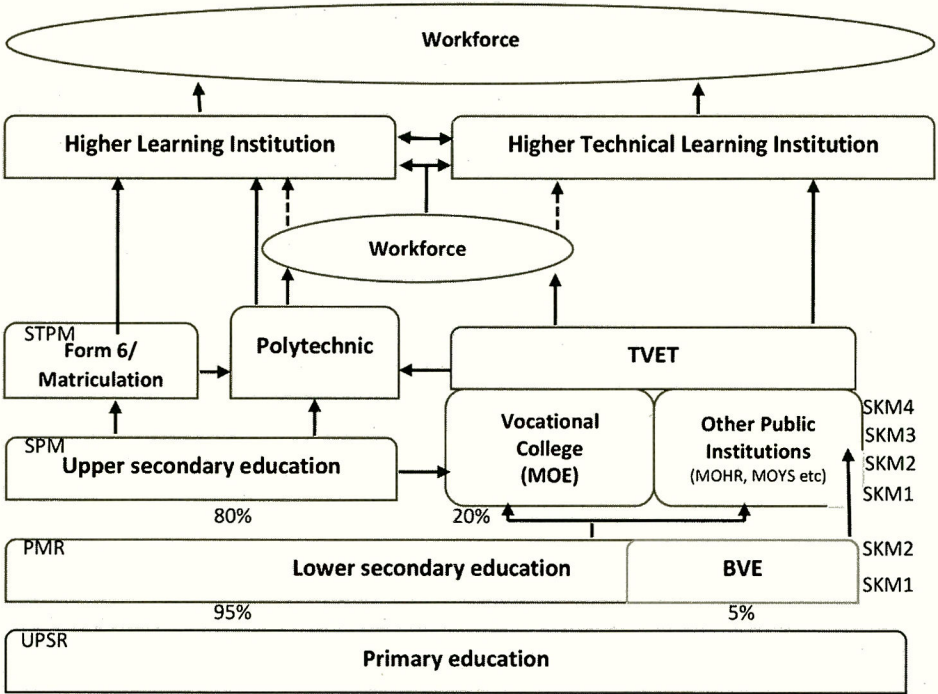 Workforce
Higher Learning Institution
Higher Technical Learning Institution
Workforce
STPM
Form 6/
Matriculation
Polytechnic
TVET
Vocational
College
(MOE)
Other Public
Institutions
(MOHR, MOYS etc)
SKM4
SKM3
SKM2
SKM1
SPM
Upper secondary education
80%
20%
PMR
Lower secondary education
BVE
SKM2
SKM1
95%
5%
UPSR
Primary education